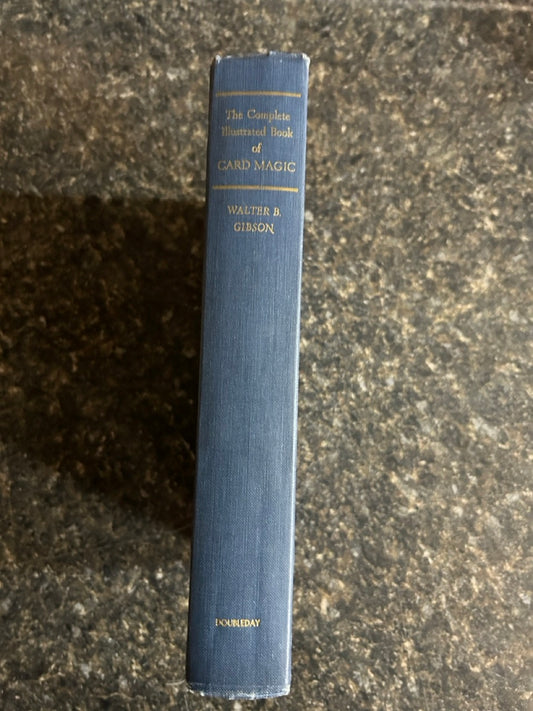 The Complete
Illustrated Book
of
CARD MAGIC
WALTER B.
GIBSON
DOUBLEDAY